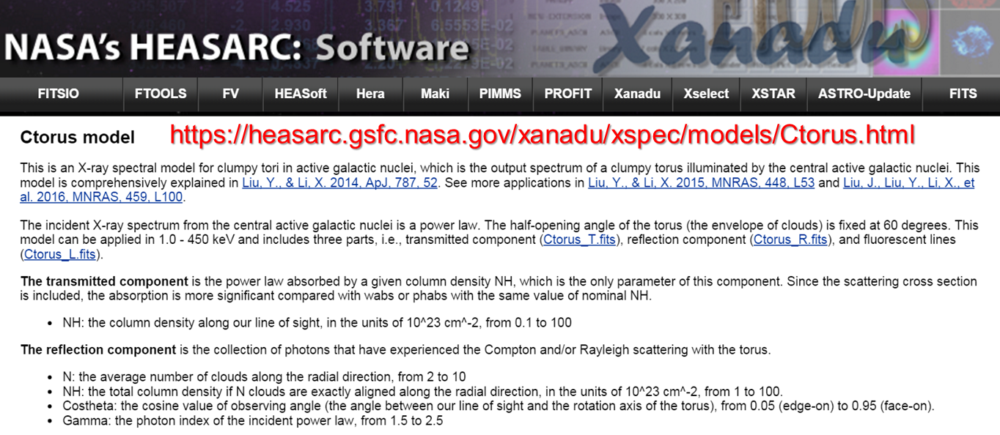 NASA's HEASARC: Software
Xanadu
FITSIO FTOOLS FV HEASoft Hera Maki PIMMS PROFIT Xanadu Xselect XSTAR ASTRO-Update FITS
Ctorus model https://heasarc.gsfc.nasa.gov/xanadu/xspec/models/Ctorus.html
This is an X-ray spectral model for clumpy tori in active galactic nuclei, which is the output spectrum of a clumpy torus illuminated by the central active galactic nuclei. This
model is comprehensively explained in Liu, Y., & Li, X. 2014, ApJ, 787, 52. See more applications in Liu, Y., & Li, X. 2015, MNRAS, 448, L53 and Liu, J., Liu, Y., Li, X., et
al. 2016, MNRAS, 459, L100.
The incident X-ray spectrum from the central active galactic nuclei is a power law. The half-opening angle of the torus (the envelope of clouds) is fixed at 60 degrees. This
model can be applied in 1.0 - 450 keV and includes three parts, i.e., transmitted component (Ctorus_T.fits), reflection component (Ctorus_R.fits), and fluorescent lines
(Ctorus_L.fits).
The transmitted component is the power law absorbed by a given column density NH, which is the only parameter of this component. Since the scattering cross section
is included, the absorption is more significant compared with wabs or phabs with the same value of nominal NH.
• NH: the column density along our line of sight, in the units of 10^23 cm^-2, from 0.1 to 100
The reflection component is the collection of photons that have experienced the Compton and/or Rayleigh scattering with the torus.
• N: the average number of clouds along the radial direction, from 2 to 10
• NH: the total column density if N clouds are exactly aligned along the radial direction, in the units of 10^23 cm^-2, from 1 to 100.
• Costheta: the cosine value of observing angle (the angle between our line of sight and the rotation axis of the torus), from 0.05 (edge-on) to 0.95 (face-on).
• Gamma: the photon index of the incident power law, from 1.5 to 2.5